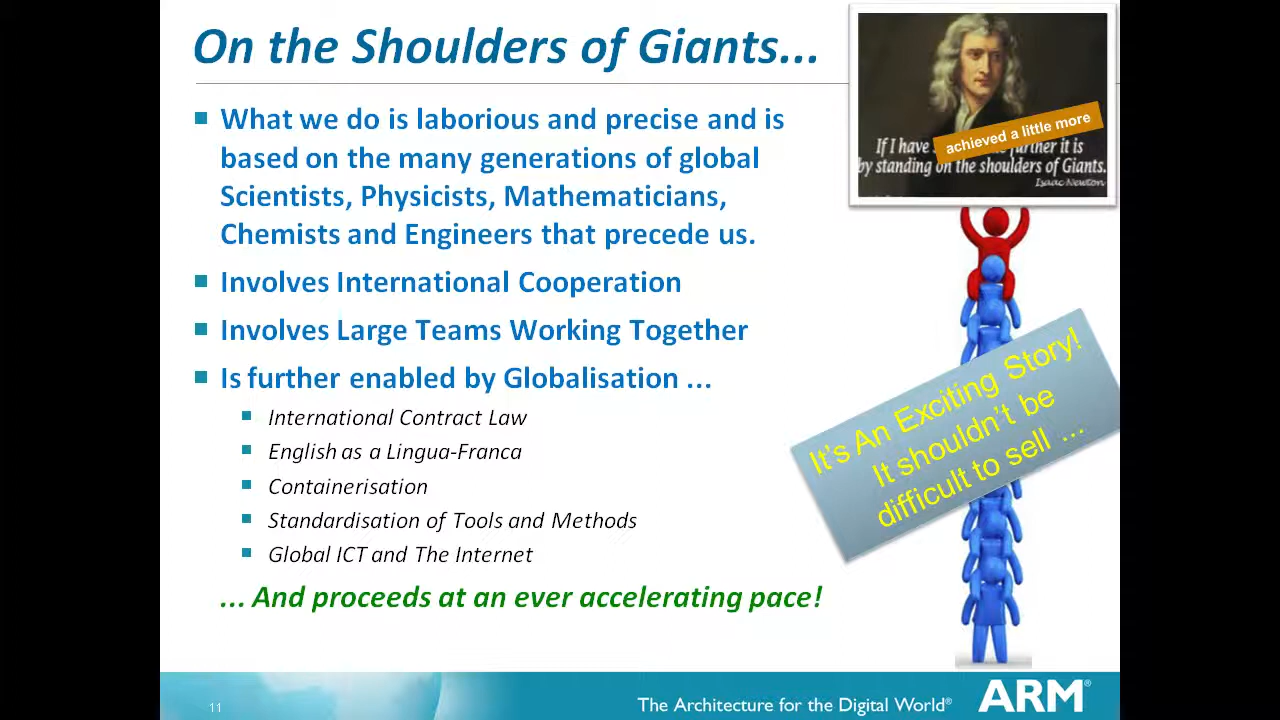 On the Shoulders of Giants...
What we do is laborious and precise and is
based on the many generations of global
Scientists, Physicists, Mathematicians,
Chemists and Engineers that precede us.
Involves International Cooperation
Involves Large Teams Working Together
Is further enabled by Globalisation ...
International Contract Law
English as a Lingua-Franca
Containerisation
Standardisation of Tools and Methods
Global ICT and The Internet
... And proceeds at an ever accelerating pace!
achieved a little more
If I have further it is
by standing on the shoulders of Giants.
Isaac Newton
It's An Exciting Story!
It shouldn't be
difficult to sell ...
11
The Architecture for the Digital World®
ARM®